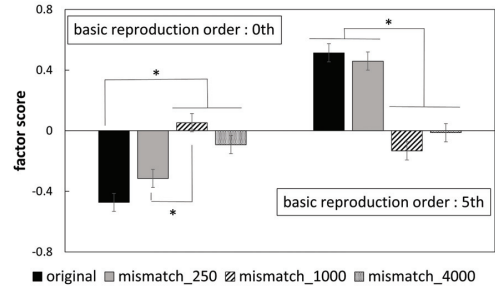 0.8
basic reproduction order : 0th
*
*
0.4
factor score
0
-0.4
*
basic reproduction order : 5th
-0.8
original mismatch_250 mismatch_1000 mismatch_4000